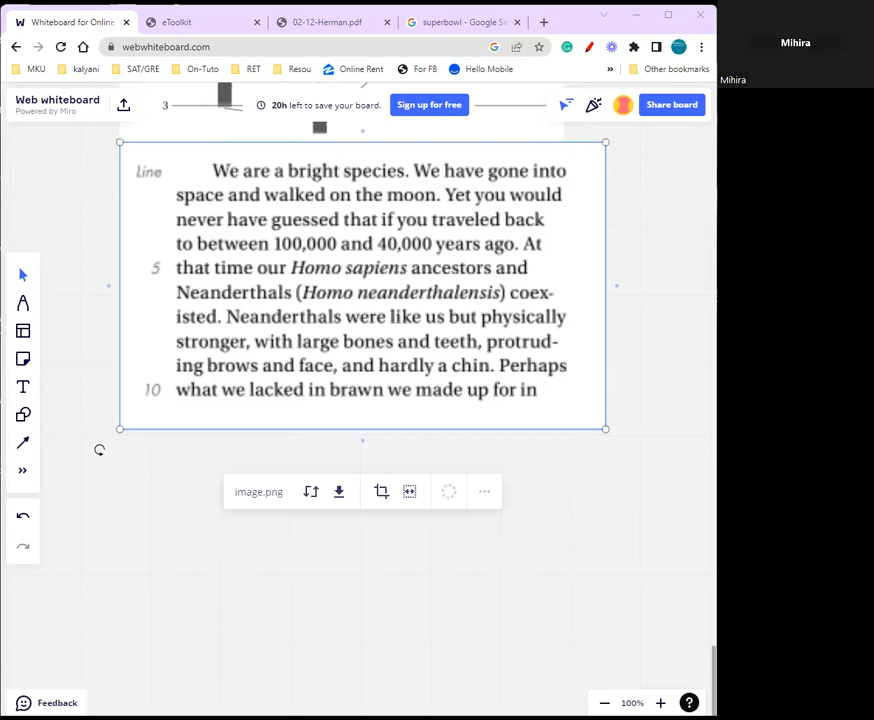 Whiteboard for Online
eToolkit
02-12-Herman.pdf
superbowl - Google Se
webwhiteboard.com
MKU
kalyani
SAT/GRE
On-Tuto
RET
Resou
Online Rent
For FB
Hello Mobile
Other bookmarks
Web whiteboard
Powered by Miro
3
20h left to save your board.
Sign up for free
Share board
Mihira
Mihira
Line We are a bright species. We have gone into
space and walked on the moon. Yet you would
never have guessed that if you traveled back
to between 100,000 and 40,000 years ago. At
5 that time our Homo sapiens ancestors and
Neanderthals (Homo neanderthalensis) coex-
isted. Neanderthals were like us but physically
stronger, with large bones and teeth, protrud-
ing brows and face, and hardly a chin. Perhaps
10 what we lacked in brawn we made up for in
image.png
Feedback
100%